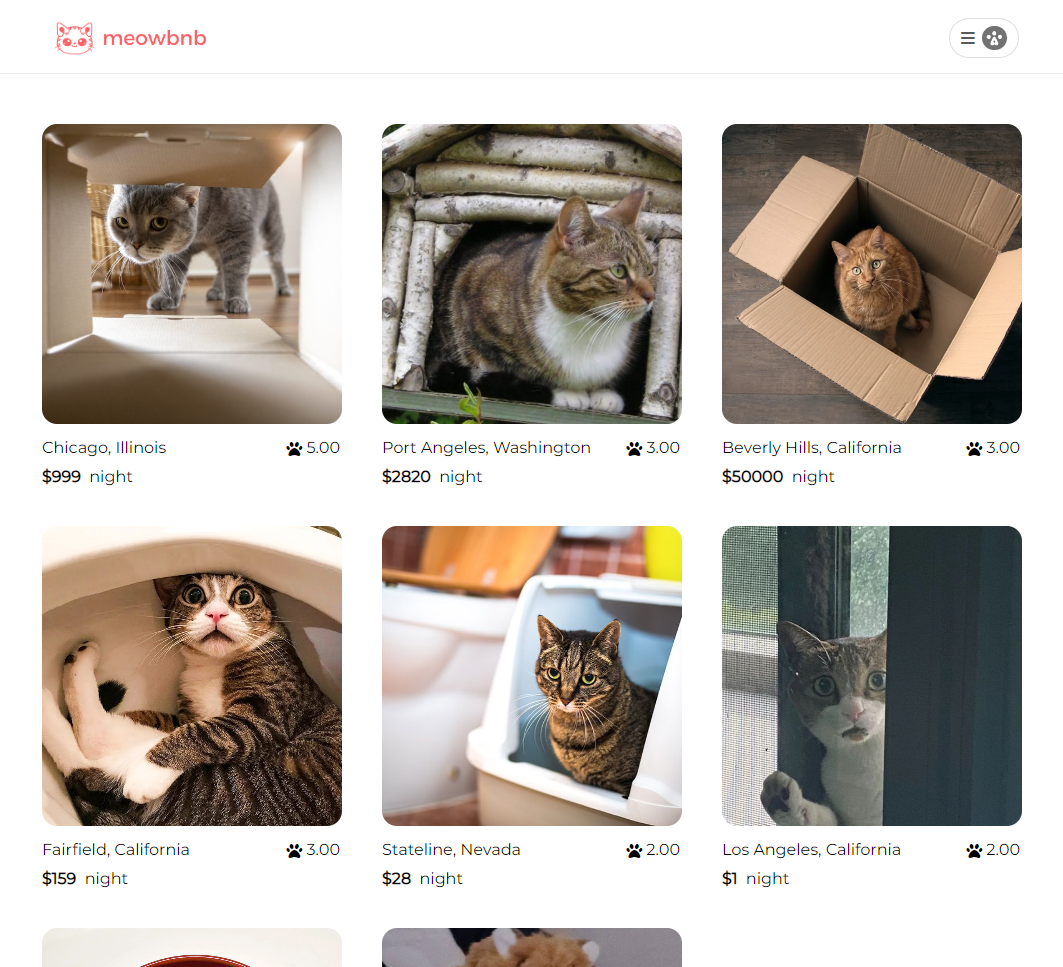 meowbnb
Chicago, Illinois 5.00
$999 night
Port Angeles, Washington 3.00
$2820 night
Beverly Hills, California 3.00
$50000 night
Fairfield, California 3.00
$159 night
Stateline, Nevada 2.00
$28 night
Los Angeles, California 2.00
$1 night